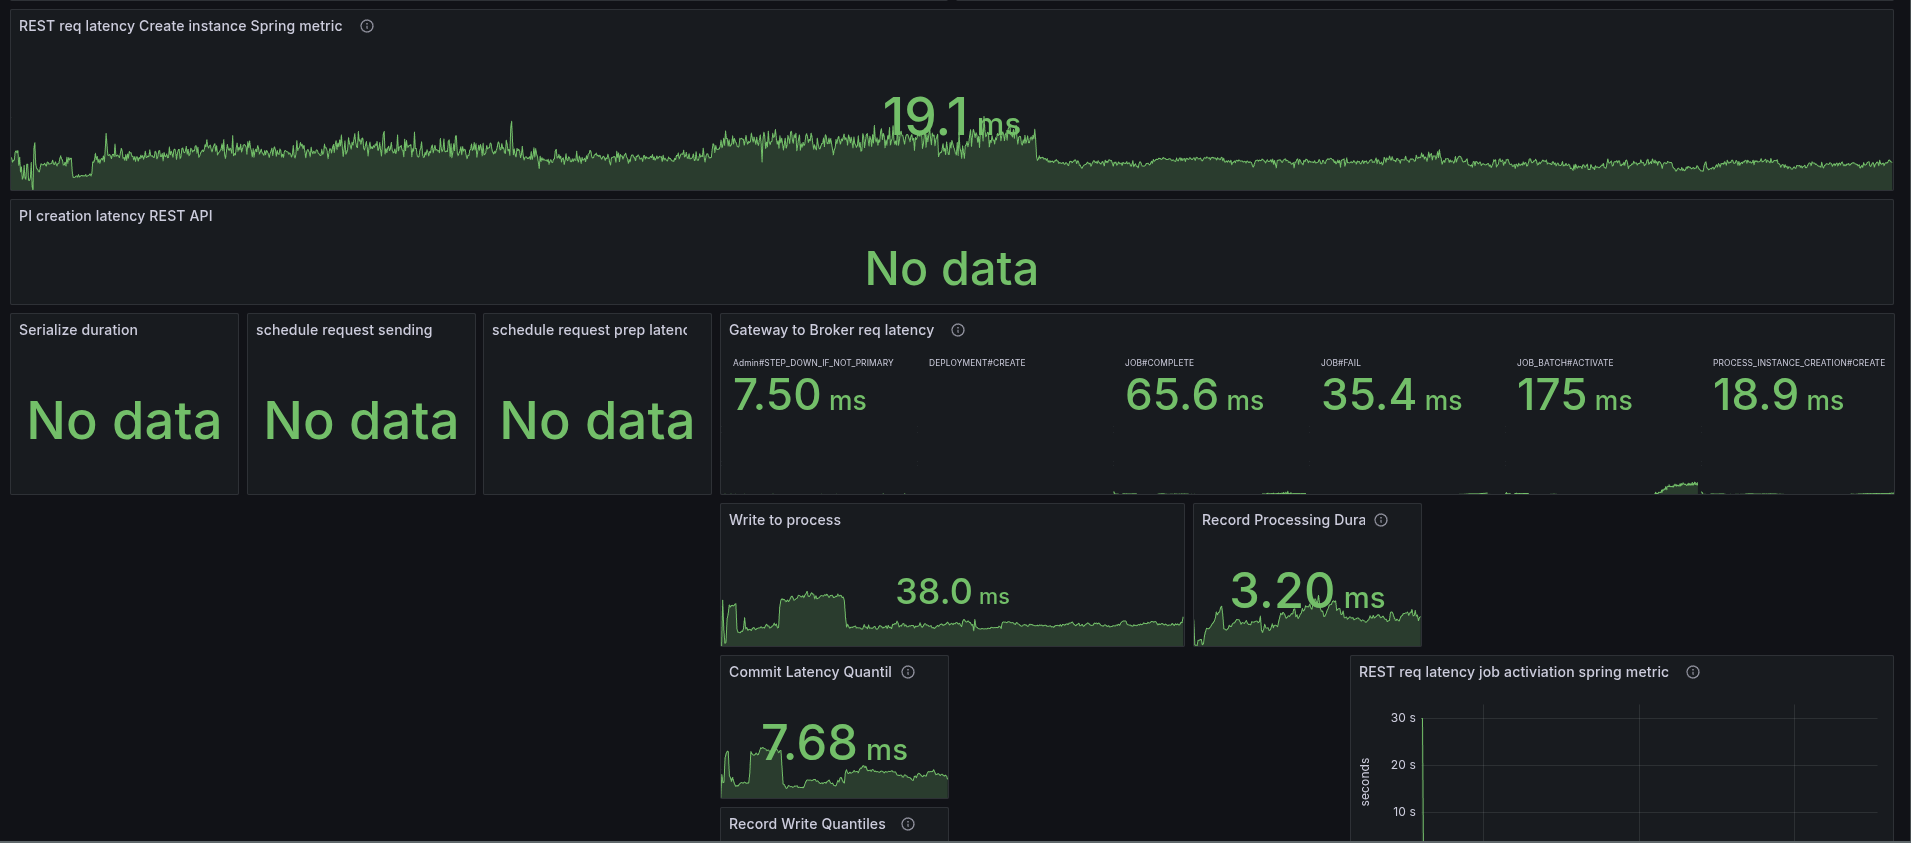 REST req latency Create instance Spring metric
19.1 ms
PI creation latency REST API
No data
Serialize duration
No data
schedule request sending
No data
schedule request prep latenc
No data
Gateway to Broker req latency
Admin#STEP_DOWN_IF_NOT_PRIMARY
7.50 ms
DEPLOYMENT#CREATE
JOB#COMPLETE
65.6 ms
JOB#FAIL
35.4 ms
JOB_BATCH#ACTIVATE
175 ms
PROCESS_INSTANCE_CREATION#CREATE
18.9 ms
Write to process
38.0 ms
Record Processing Dura
3.20 ms
Commit Latency Quantil
7.68 ms
REST req latency job activiation spring metric
30 s
20 s
10 s
seconds
Record Write Quantiles